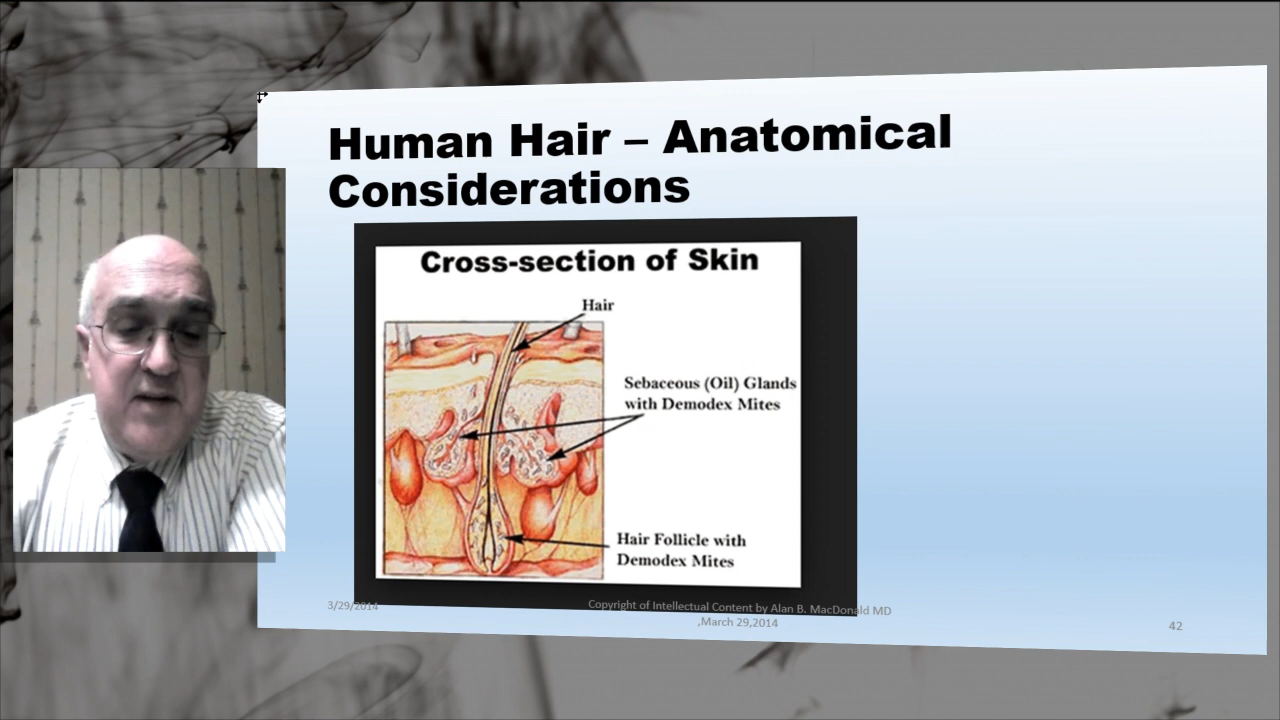 Human Hair – Anatomical
Considerations
Cross-section of Skin
Hair
Sebaceous (Oil) Glands
with Demodex Mites
Hair Follicle with
Demodex Mites
3/29/2014
Copyright of Intellectual Content by Alan B. MacDonald MD
,March 29,2014
42